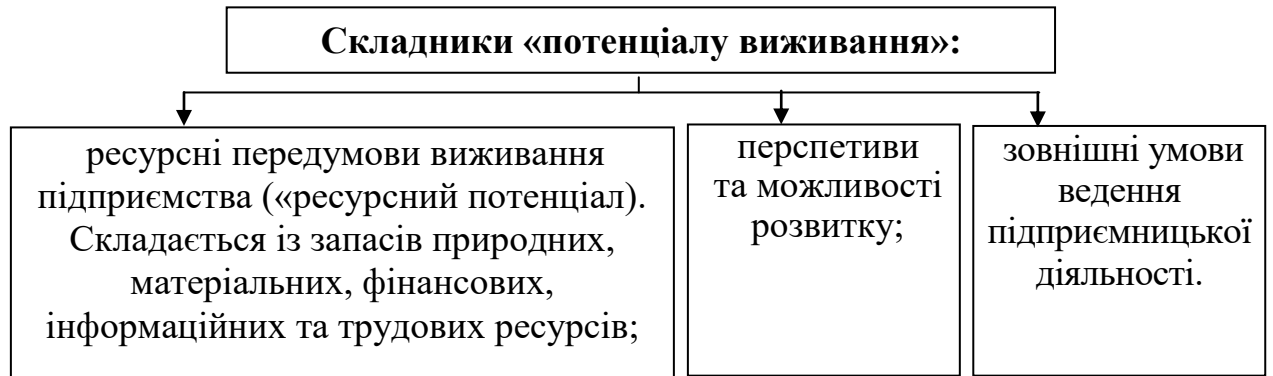 Складники «потенціалу виживання»:
ресурсні передумови виживання
підприємства («ресурсний потенціал).
Складається із запасів природних,
матеріальних, фінансових,
інформаційних та трудових ресурсів;
перспетиви
та можливості
розвитку;
зовнішні умови
ведення
підприємницької
діяльності.